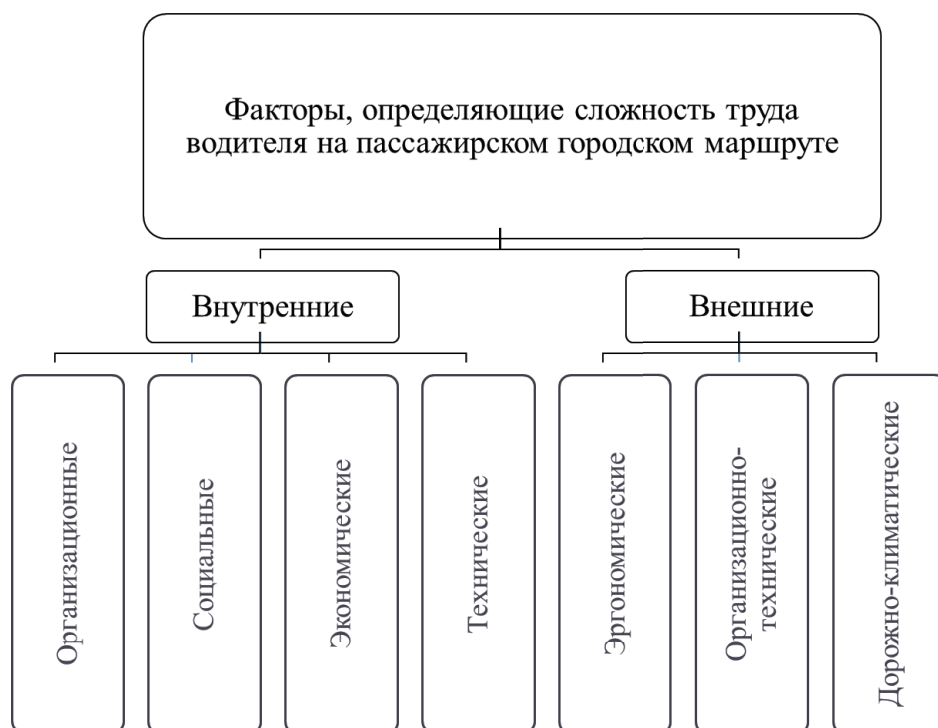 Факторы, определяющие сложность труда
водителя на пассажирском городском маршруте
Внутренние
Внешние
Организационные
Социальные
Экономические
Технические
Эргономические
Организационно-
технические
Дорожно-климатические